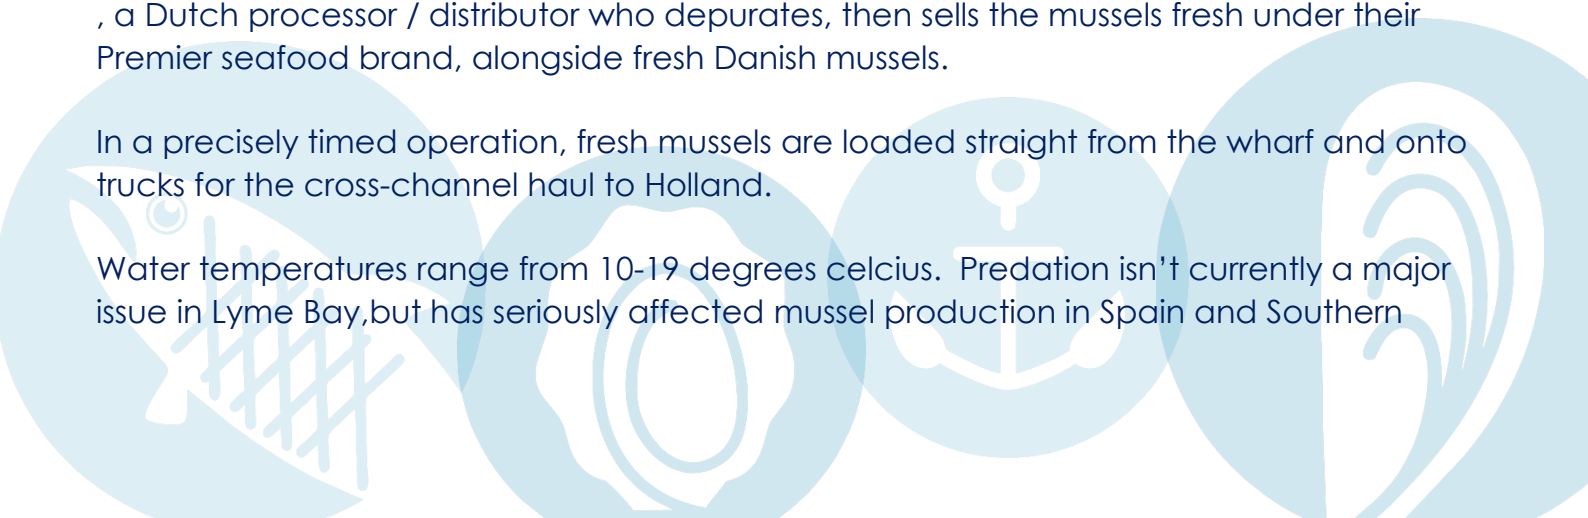 , a Dutch processor / distributor who depurates, then sells the mussels fresh under their
Premier seafood brand, alongside fresh Danish mussels.
In a precisely timed operation, fresh mussels are loaded straight from the wharf and onto
trucks for the cross-channel haul to Holland.
Water temperatures range from 10-19 degrees celcius.  Predation isn’t currently a major
issue in Lyme Bay,but has seriously affected mussel production in Spain and Southern